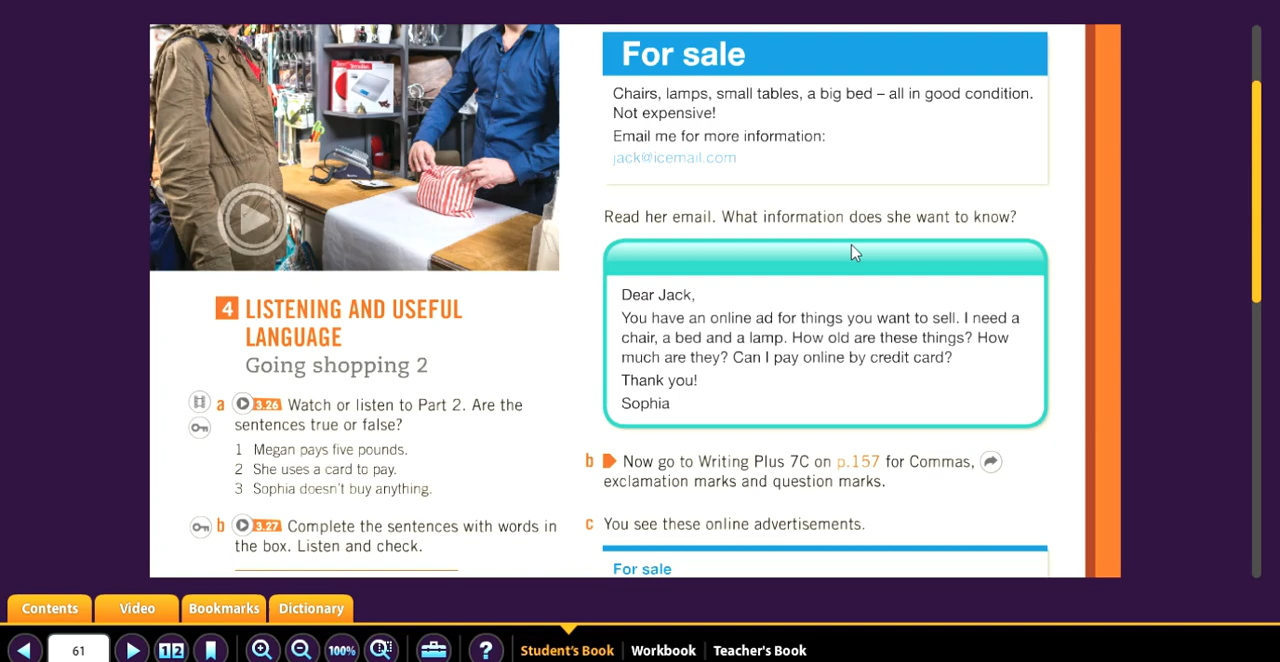 4 LISTENING AND USEFUL
LANGUAGE
Going shopping 2
a 3.26 Watch or listen to Part 2. Are the
sentences true or false?
1 Megan pays five pounds.
2 She uses a card to pay.
3 Sophia doesn't buy anything.
b 3.27 Complete the sentences with words in
the box. Listen and check.
For sale
Chairs, lamps, small tables, a big bed – all in good condition.
Not expensive!
Email me for more information:
jack@icemail.com
Read her email. What information does she want to know?
Dear Jack,
You have an online ad for things you want to sell. I need a
chair, a bed and a lamp. How old are these things? How
much are they? Can I pay online by credit card?
Thank you!
Sophia
b Now go to Writing Plus 7C on p.157 for Commas,
exclamation marks and question marks.
c You see these online advertisements.
For sale
Contents Video Bookmarks Dictionary
61 1 2 100% ? Student's Book Workbook Teacher's Book